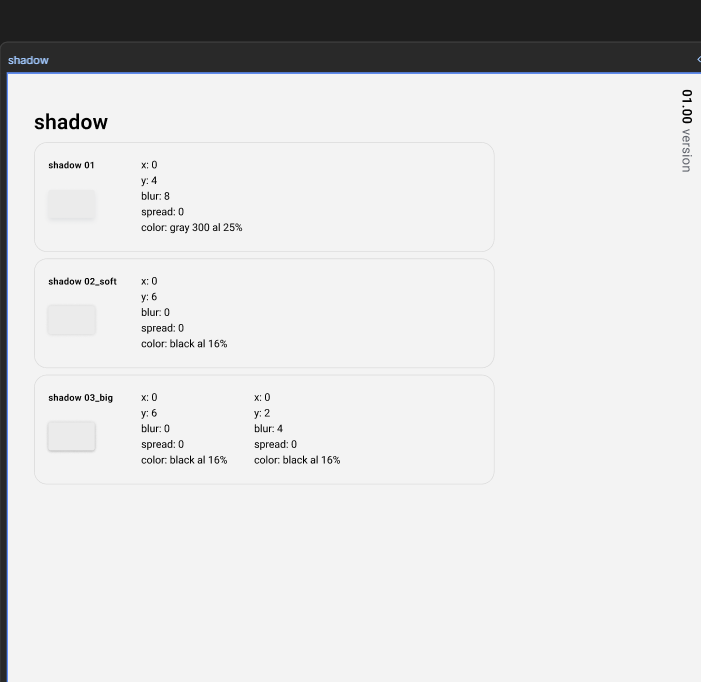 shadow
shadow
01.00 version
shadow 01
x: 0
y: 4
blur: 8
spread: 0
color: gray 300 al 25%
shadow 02_soft
x: 0
y: 6
blur: 0
spread: 0
color: black al 16%
shadow 03_big
x: 0
y: 6
blur: 0
spread: 0
color: black al 16%
x: 0
y: 2
blur: 4
spread: 0
color: black al 16%